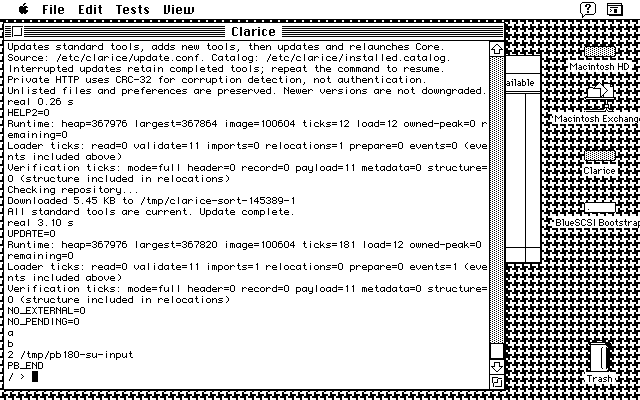 File Edit Tests View
Clarice
Updates standard tools, adds new tools, then updates and relaunches Core.
Source: /etc/clarice/update.conf. Catalog: /etc/clarice/installed.catalog.
Interrupted updates retain completed tools; repeat the command to resume.
Private HTTP uses CRC-32 for corruption detection, not authentication.
Unlisted files and preferences are preserved. Newer versions are not downgraded.
real 0.26 s
HELP2=0
Runtime: heap=367976 largest=367864 image=100604 ticks=12 load=12 owned-peak=0 r
emaining=0
Loader ticks: read=0 validate=11 imports=0 relocations=1 prepare=0 events=0 (eve
nts included above)
Verification ticks: mode=full header=0 record=0 payload=11 metadata=0 structure=
0 (structure included in relocations)
Checking repository...
Downloaded 5.45 KB to /tmp/clarice-sort-145389-1
All standard tools are current. Update complete.
real 3.10 s
UPDATE=0
Runtime: heap=367976 largest=367820 image=100604 ticks=181 load=12 owned-peak=0
remaining=0
Loader ticks: read=0 validate=11 imports=1 relocations=0 prepare=0 events=1 (eve
nts included above)
Verification ticks: mode=full header=0 record=0 payload=11 metadata=0 structure=
0 (structure included in relocations)
NO_EXTERNAL=0
NO_PENDING=0
a
b
2 /tmp/pb180-su-input
PB_END
/ >
ailable
Macintosh HD
Macintosh Exchang
Clarice
BlueSCSI Bootstrap
Trash